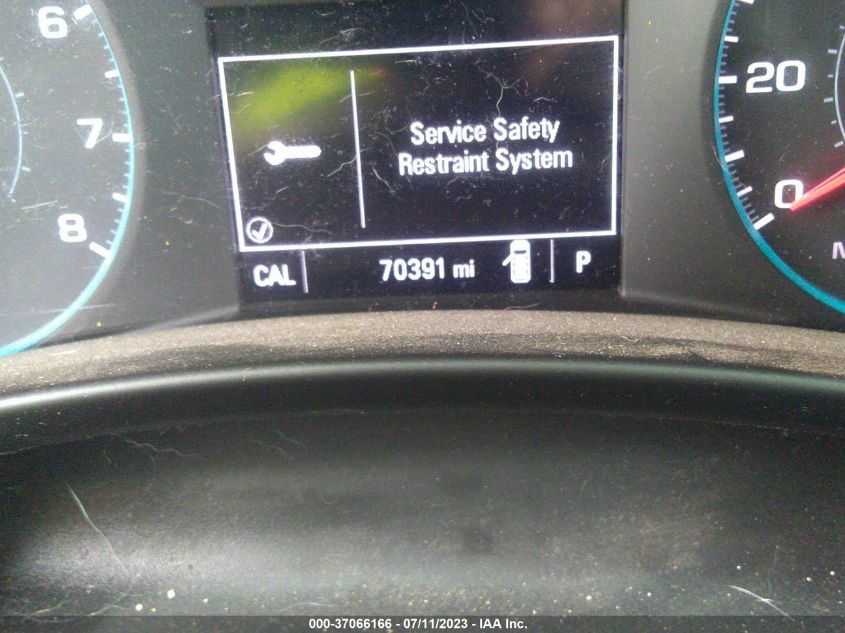 6
7
8
Service Safety
Restraint System
CAL 70391 mi P
20
0
000-37066166 - 07/11/2023 - IAA Inc.